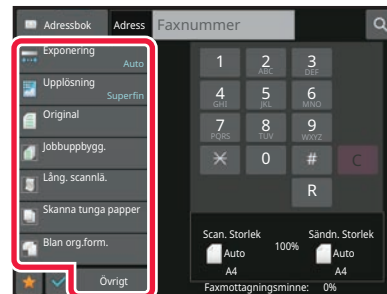 Adressbok
Adress
Faxnummer
Exponering
Auto
Upplösning
Superfin
Original
Jobbuppbygg.
Lång. scannlä.
Skanna tunga papper
Blan org.form.
Övrigt
1
2 ABC
3 DEF
4 GHI
5 JKL
6 MNO
7 PQRS
8 TUV
9 WXYZ
0
#
C
R
Scan. Storlek
Sändn. Storlek
Auto
100%
Auto
A4
A4
Faxmottagningsminne: 0%